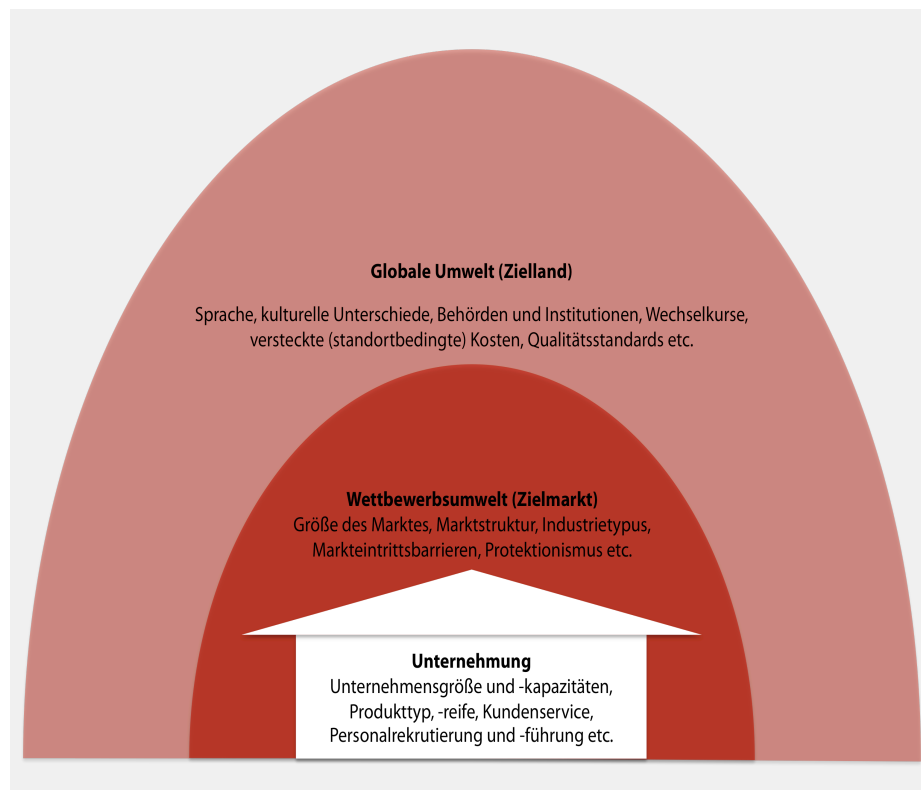 Globale Umwelt (Zielland)
Sprache, kulturelle Unterschiede, Behörden und Institutionen, Wechselkurse,
versteckte (standortbedingte) Kosten, Qualitätsstandards etc.
Wettbewerbsumwelt (Zielmarkt)
Größe des Marktes, Marktstruktur, Industrietypus,
Markteintrittsbarrieren, Protektionismus etc.
Unternehmung
Unternehmensgröße und -kapazitäten,
Produkttyp, -reife, Kundenservice,
Personalrekrutierung und -führung etc.